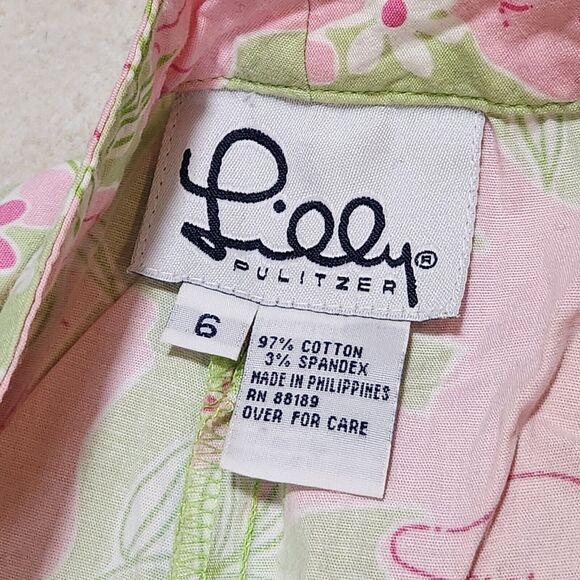 Lilly®
PULITZER
6
97% COTTON
3% SPANDEX
MADE IN PHILIPPINES
RN 88189
OVER FOR CARE